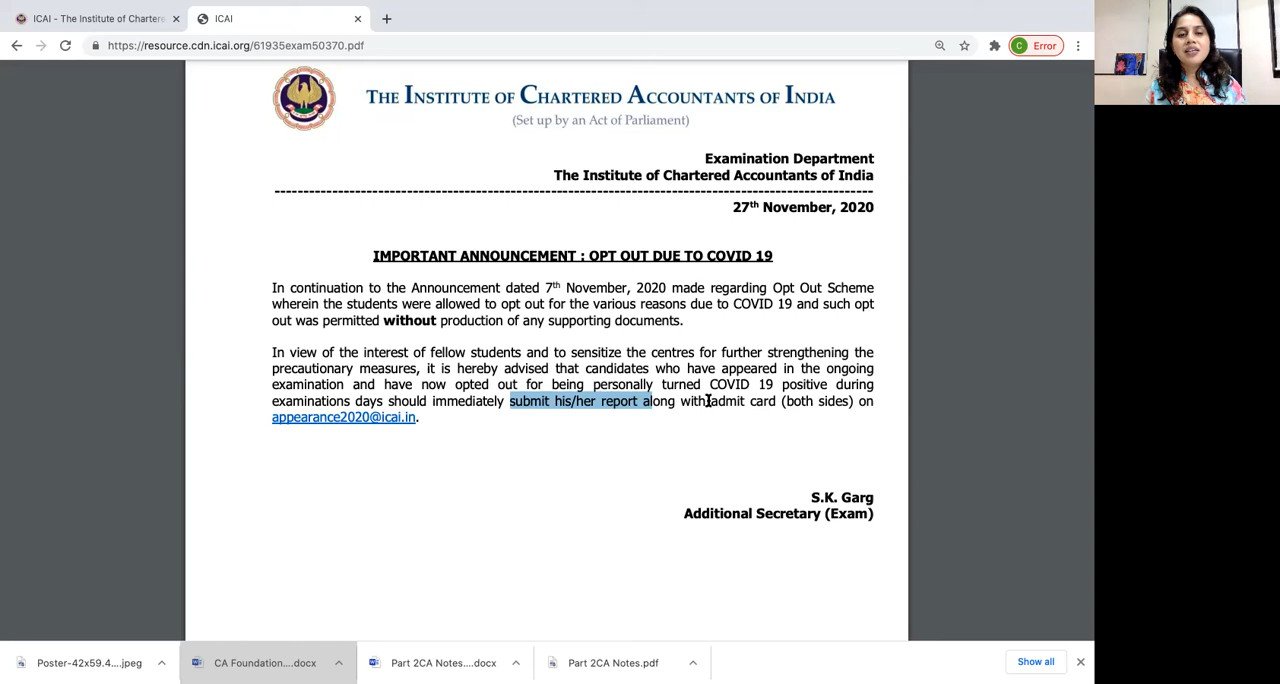 ICAI - The Institute of Chartere
ICAI
https://resource.cdn.icai.org/61935exam50370.pdf
C Error
THE INSTITUTE OF CHARTERED ACCOUNTANTS OF INDIA
(Set up by an Act of Parliament)
Examination Department
The Institute of Chartered Accountants of India
27th November, 2020
IMPORTANT ANNOUNCEMENT : OPT OUT DUE TO COVID 19
In continuation to the Announcement dated 7th November, 2020 made regarding Opt Out Scheme
wherein the students were allowed to opt out for the various reasons due to COVID 19 and such opt
out was permitted without production of any supporting documents.
In view of the interest of fellow students and to sensitize the centres for further strengthening the
precautionary measures, it is hereby advised that candidates who have appeared in the ongoing
examination and have now opted out for being personally turned COVID 19 positive during
examinations days should immediately submit his/her report along with admit card (both sides) on
appearance2020@icai.in.
S.K. Garg
Additional Secretary (Exam)
Poster-42x59.4....jpeg
CA Foundation....docx
Part 2CA Notes....docx
Part 2CA Notes.pdf
Show all